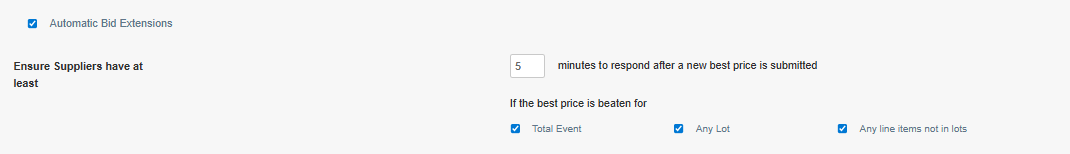 Automatic Bid Extensions
Ensure Suppliers have at
least
5 minutes to respond after a new best price is submitted
If the best price is beaten for
Total Event Any Lot Any line items not in lots